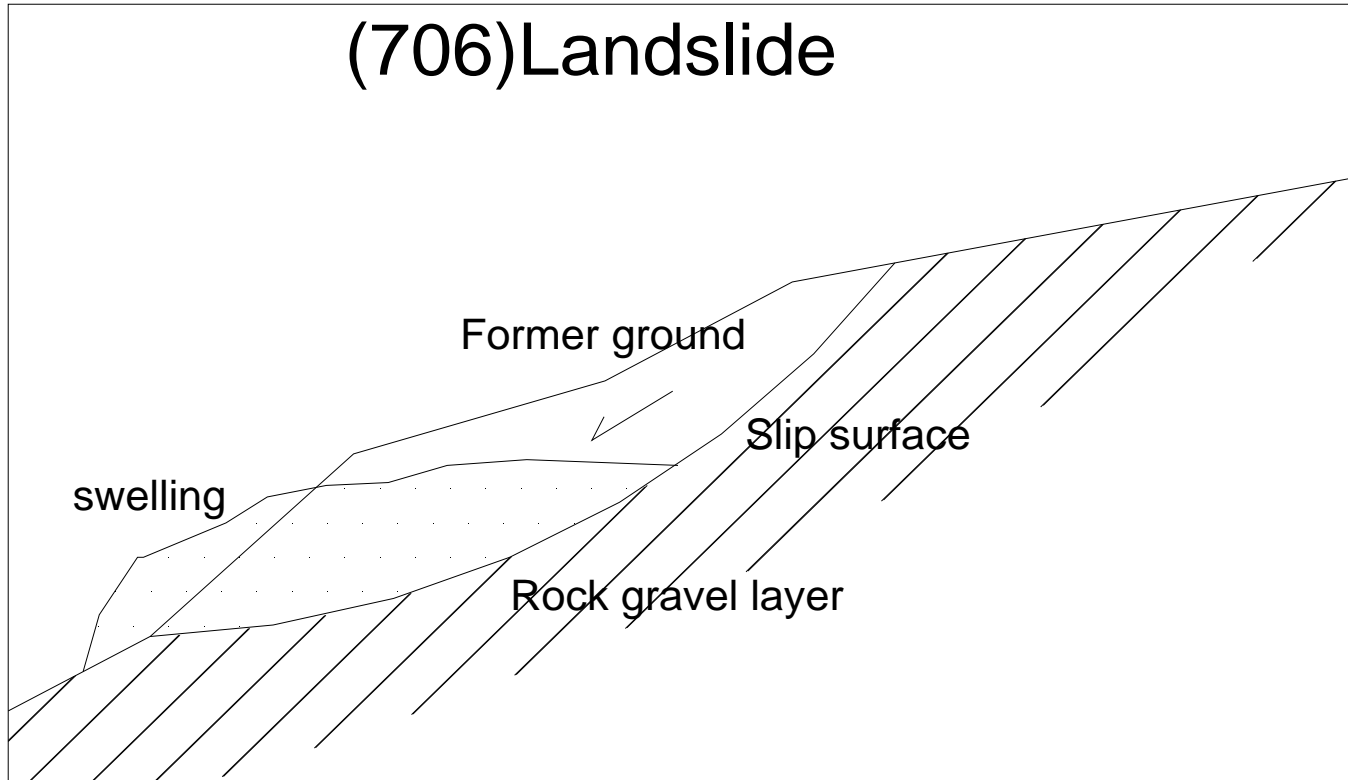 (706)Landslide
Former ground
Slip surface
swelling
Rock gravel layer